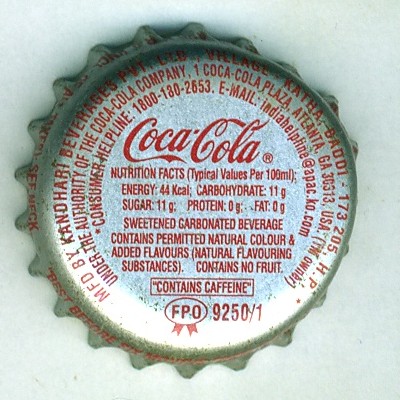 MFD BY KANDHARI BEVERAGES PVT. LTD., VILLAGE - KATHA, BADDI - 173 205, H.P.
UNDER THE AUTHORITY OF THE COCA-COLA COMPANY, 1 COCA-COLA PLAZA, ATLANTA, GA 30313, USA (TM owner)
CONSUMER HELPLINE: 1800-180-2653. E-MAIL: indiahelpline@apac.ko.com
Coca-Cola®
NUTRITION FACTS (Typical Values Per 100ml):
ENERGY: 44 Kcal; CARBOHYDRATE: 11 g
SUGAR: 11 g; PROTEIN: 0 g; FAT: 0 g
SWEETENED CARBONATED BEVERAGE
CONTAINS PERMITTED NATURAL COLOUR &
ADDED FLAVOURS (NATURAL FLAVOURING
SUBSTANCES). CONTAINS NO FRUIT.
"CONTAINS CAFFEINE"
FPO 9250/1